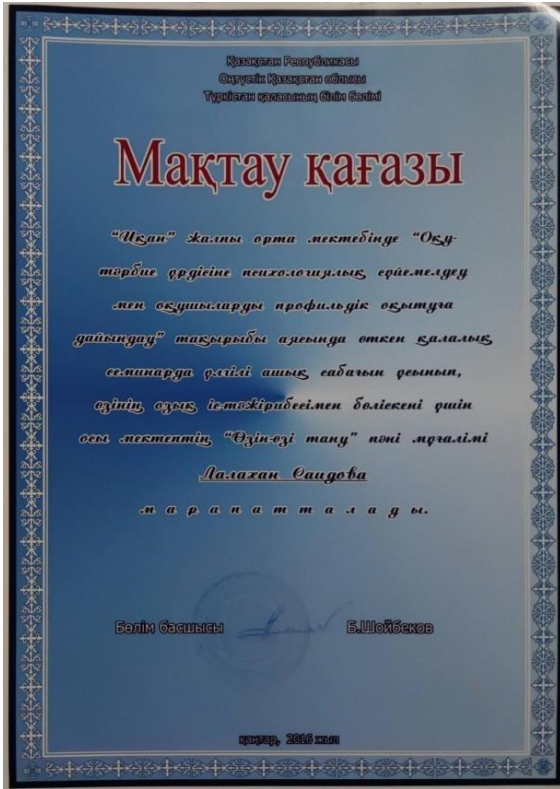 Қазақстан Республикасы
Оңтүстік Қазақстан облысы
Түркістан қаласының білім бөлімі
Мақтау қағазы
"Иқан" жалпы орта мектебінде "Оқу-
тәрбие үрдісіне психологиялық сүйемелдеу
мен оқушыларды профильдік оқытуға
дайындау" тақырыбы аясында өткен қалалық
семинарда үлгілі ашық сабағын ұсынып,
өзінің озық іс-тәжірибесімен бөліскені үшін
осы мектептің "Өзін-өзі тану" пәні мұғалімі
Лалахан Саидова
м а р а п а т т а л а д ы.
Бөлім басшысы Б.Шойбеков
қаңтар, 2016 жыл